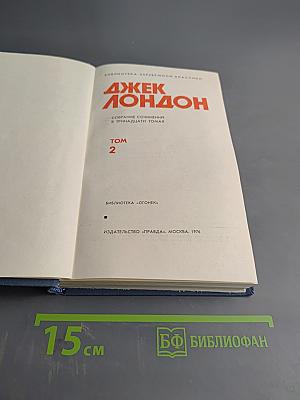 БИБЛИОТЕКА ЗАРУБЕЖНОЙ КЛАССИКИ
ДЖЕК
ЛОНДОН
СОБРАНИЕ СОЧИНЕНИЙ
В ТРИНАДЦАТИ ТОМАХ
ТОМ
2
БИБЛИОТЕКА «ОГОНЕК»
ИЗДАТЕЛЬСТВО «ПРАВДА». МОСКВА. 1976
15 см
БФ БИБЛИОФАН